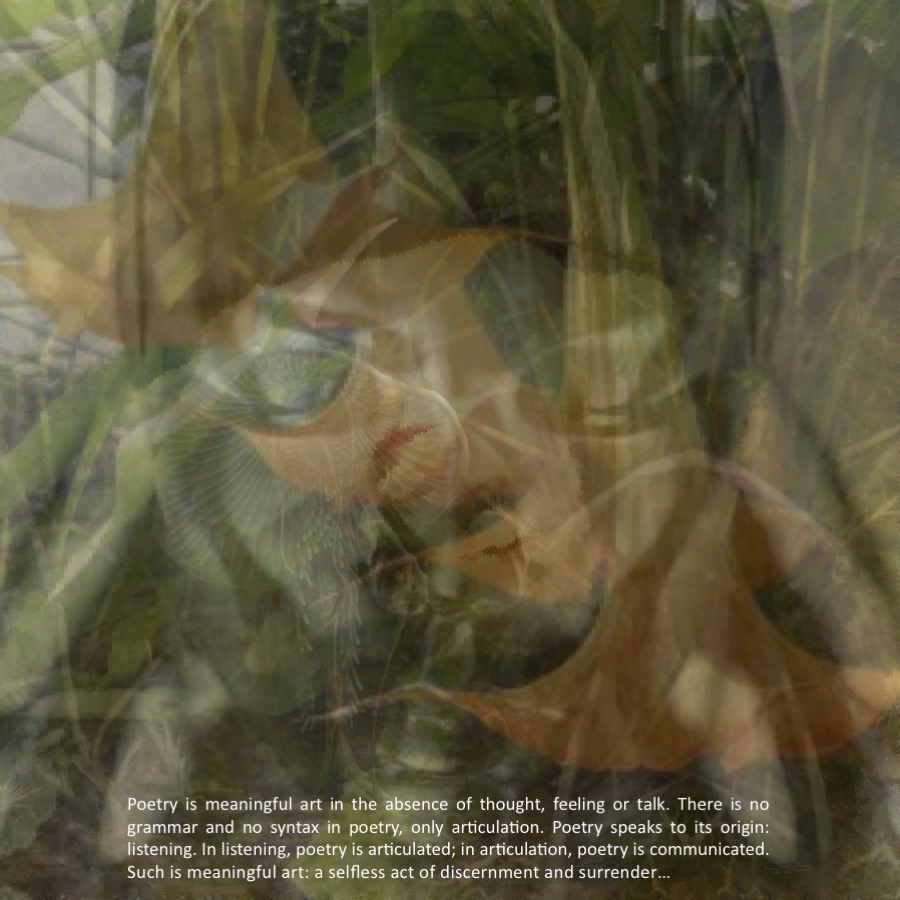 Poetry is meaningful art in the absence of thought, feeling or talk. There is no
grammar and no syntax in poetry, only articulation. Poetry speaks to its origin:
listening. In listening, poetry is articulated; in articulation, poetry is communicated.
Such is meaningful art: a selfless act of discernment and surrender…